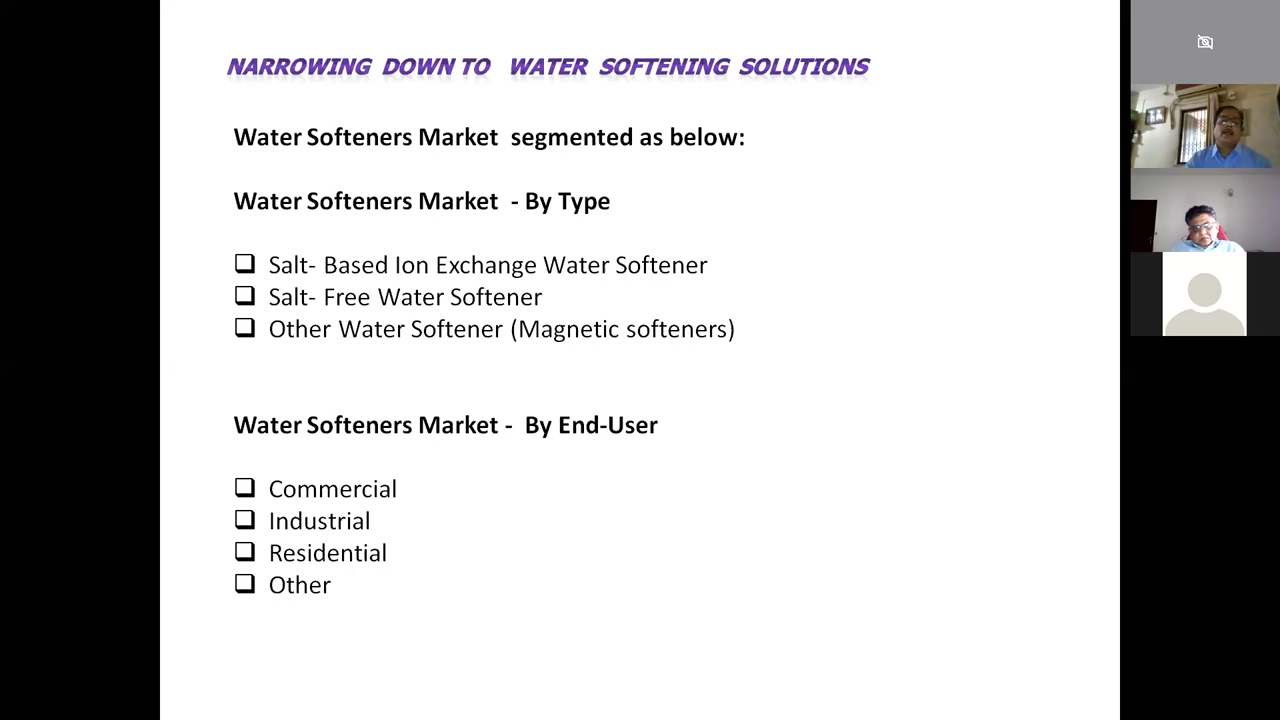 NARROWING DOWN TO WATER SOFTENING SOLUTIONS
Water Softeners Market segmented as below:
Water Softeners Market - By Type
Salt- Based Ion Exchange Water Softener
Salt- Free Water Softener
Other Water Softener (Magnetic softeners)
Water Softeners Market - By End-User
Commercial
Industrial
Residential
Other